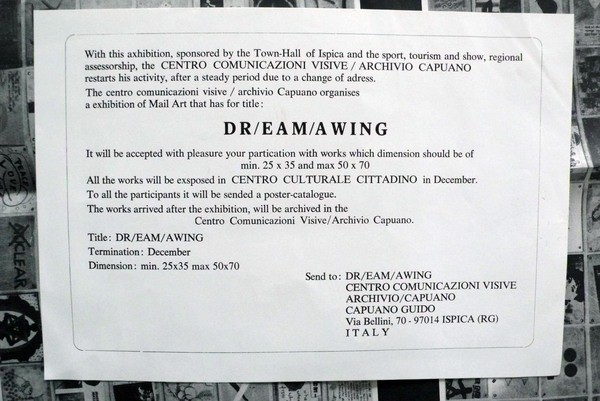 With this axhibition, sponsored by the Town-Hall of Ispica and the sport, tourism and show, regional
assessorship, the CENTRO COMUNICAZIONI VISIVE / ARCHIVIO CAPUANO
restarts his activity, after a steady period due to a change of adress.
The centro comunicazioni visive / archivio Capuano organises
a exhibition of Mail Art that has for title:
DR/EAM/AWING
It will be accepted with pleasure your partication with works which dimension should be of
min. 25 x 35 and max 50 x 70
All the works will be exsposed in CENTRO CULTURALE CITTADINO in December.
To all the participants it will be sended a poster-catalogue.
The works arrived after the exhibition, will be archived in the
Centro Comunicazioni Visive/Archivio Capuano.
Title: DR/EAM/AWING
Termination: December
Dimension: min. 25x35 max 50x70
Send to: DR/EAM/AWING
CENTRO COMUNICAZIONI VISIVE
ARCHIVIO/CAPUANO
CAPUANO GUIDO
Via Bellini, 70 - 97014 ISPICA (RG)
ITALY